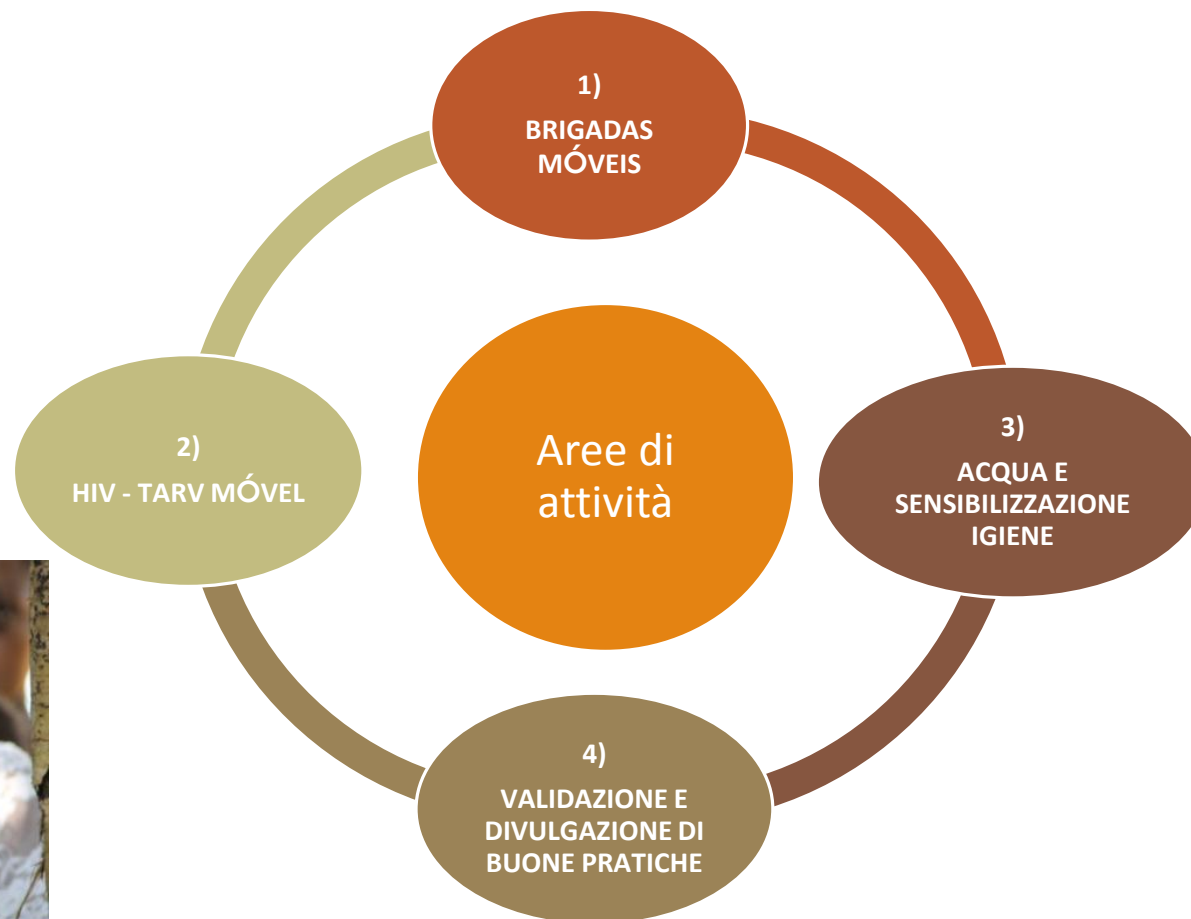 1)
BRIGADAS
MÓVEIS
2)
HIV - TARV MÓVEL
Aree di
attività
3)
ACQUA E
SENSIBILIZZAZIONE
IGIENE
4)
VALIDAZIONE E
DIVULGAZIONE DI
BUONE PRATICHE